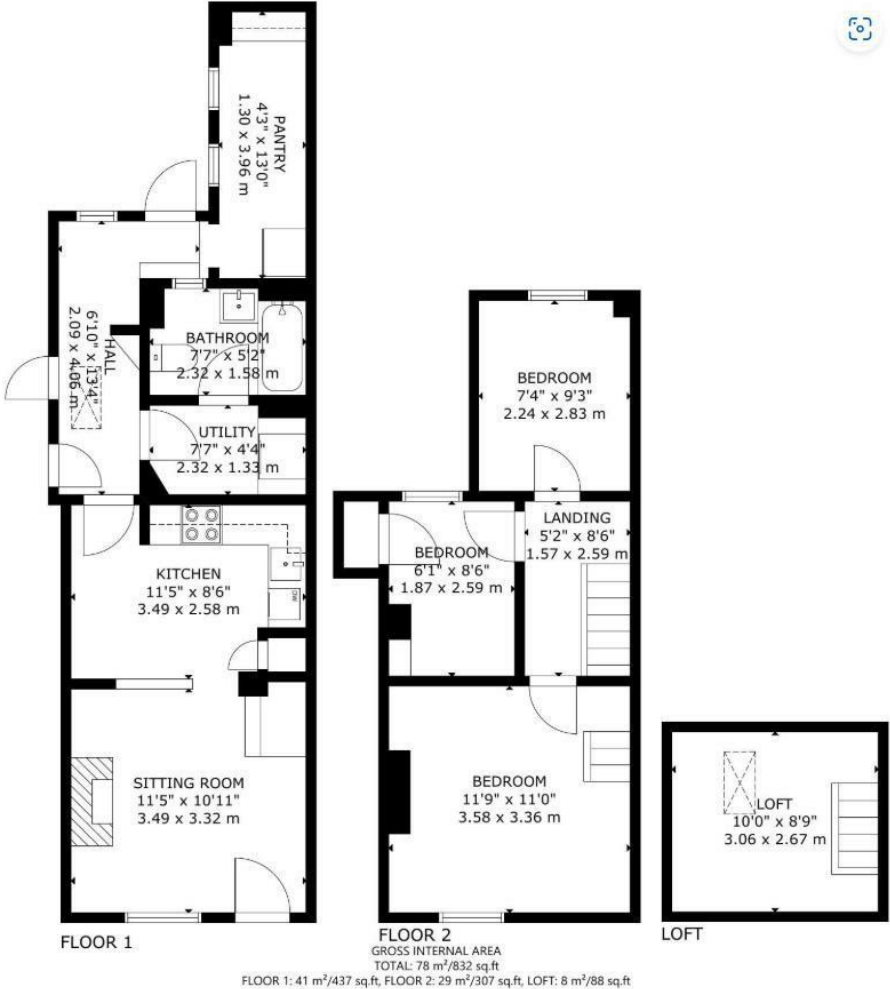 PANTRY
4'3" x 13'0"
1.30 x 3.96 m
HALL
6'10" x 13'4"
2.09 x 4.06 m
BATHROOM
7'7" x 5'2"
2.32 x 1.58 m
UTILITY
7'7" x 4'4"
2.32 x 1.33 m
KITCHEN
11'5" x 8'6"
3.49 x 2.58 m
DW
SITTING ROOM
11'5" x 10'11"
3.49 x 3.32 m
FLOOR 1
BEDROOM
7'4" x 9'3"
2.24 x 2.83 m
LANDING
5'2" x 8'6"
1.57 x 2.59 m
BEDROOM
6'1" x 8'6"
1.87 x 2.59 m
BEDROOM
11'9" x 11'0"
3.58 x 3.36 m
FLOOR 2
LOFT
10'0" x 8'9"
3.06 x 2.67 m
LOFT
GROSS INTERNAL AREA
TOTAL: 78 m²/832 sq.ft
FLOOR 1: 41 m²/437 sq.ft, FLOOR 2: 29 m²/307 sq.ft, LOFT: 8 m²/88 sq.ft